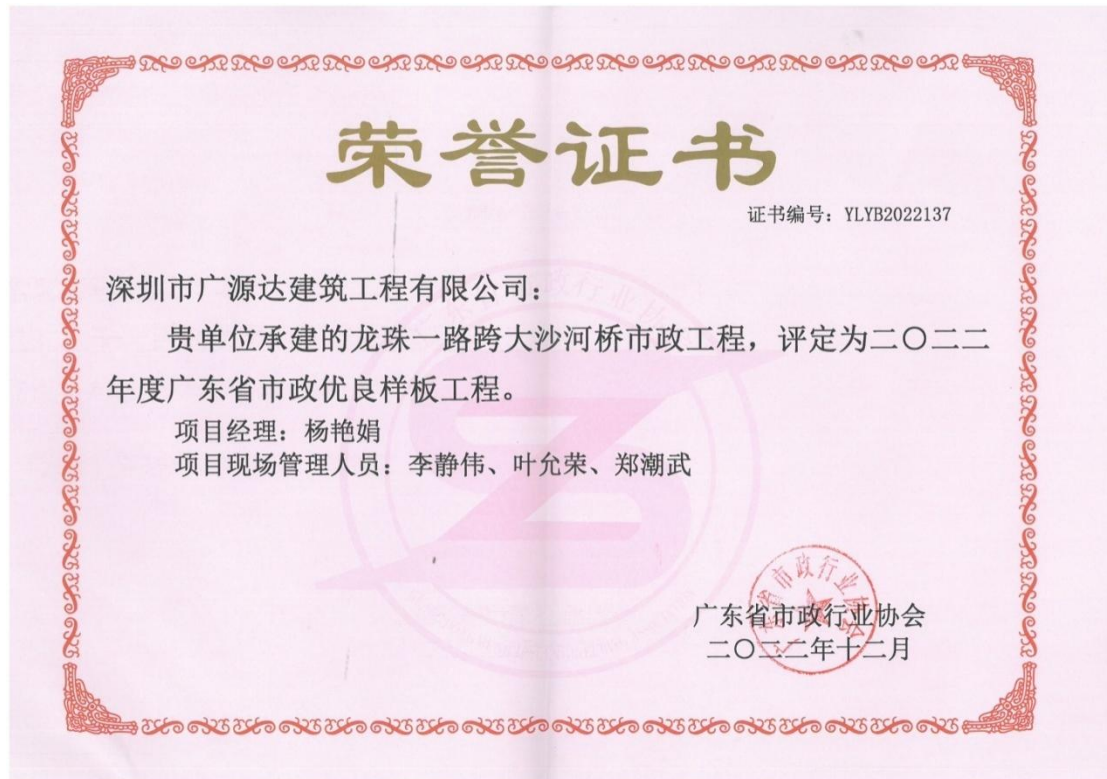 荣誉证书
证书编号：YLYB2022137
深圳市广源达建筑工程有限公司：
贵单位承建的龙珠一路跨大沙河桥市政工程，评定为二〇二二
年度广东省市政优良样板工程。
项目经理：杨艳娟
项目现场管理人员：李静伟、叶允荣、郑潮武
广东省市政行业协会
二〇二二年十二月